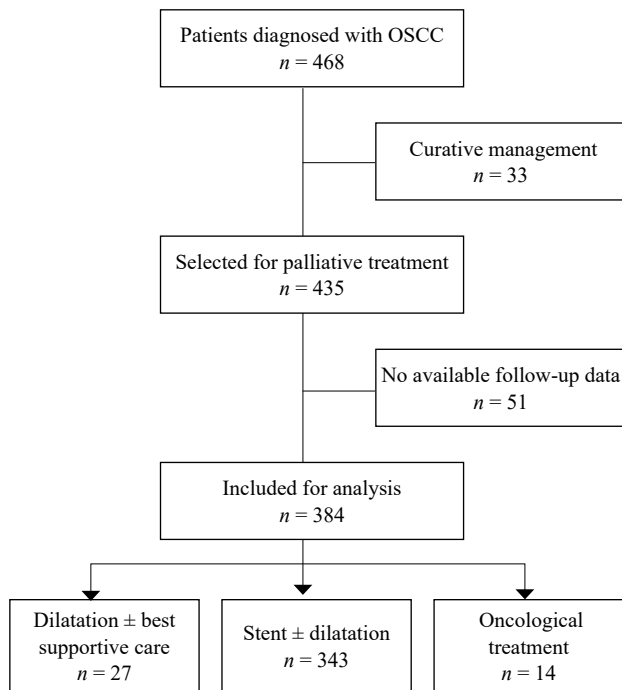 Patients diagnosed with OSCC
n = 468
Curative management
n = 33
Selected for palliative treatment
n = 435
No available follow-up data
n = 51
Included for analysis
n = 384
Dilatation ± best
supportive care
n = 27
Stent ± dilatation
n = 343
Oncological
treatment
n = 14